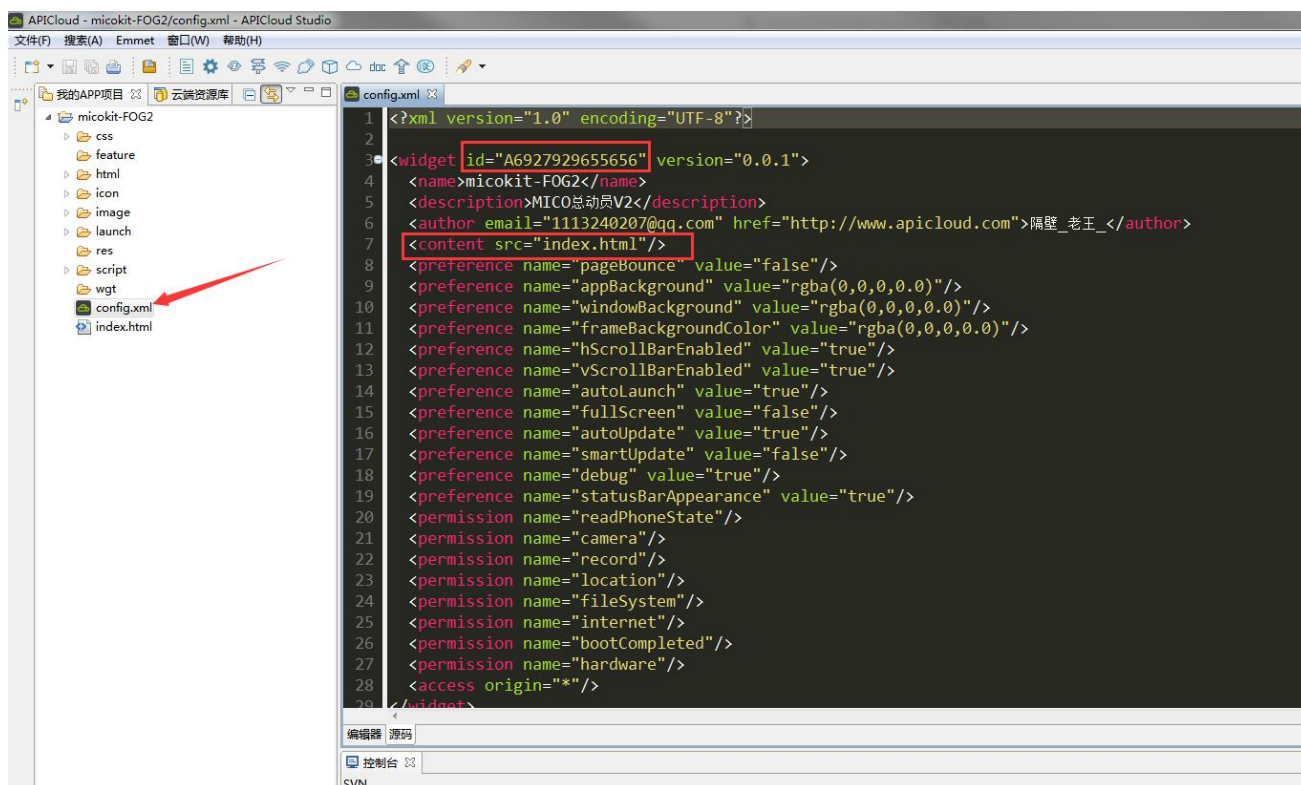 APICloud - micokit-FOG2/config.xml - APICloud Studio
文件(F) 搜索(A) Emmet 窗口(W) 帮助(H)
doc
我的APP项目 云端资源库
micokit-FOG2
css
feature
html
icon
image
launch
res
script
wgt
config.xml
index.html
config.xml
1 <?xml version="1.0" encoding="UTF-8"?>
2
3 <widget id="A6927929655656" version="0.0.1">
4 <name>micokit-FOG2</name>
5 <description>MICO总动员V2</description>
6 <author email="1113240207@qq.com" href="http://www.apicloud.com">隔壁_老王_</author>
7 <content src="index.html"/>
8 <preference name="pageBounce" value="false"/>
9 <preference name="appBackground" value="rgba(0,0,0,0.0)"/>
10 <preference name="windowBackground" value="rgba(0,0,0,0.0)"/>
11 <preference name="frameBackgroundColor" value="rgba(0,0,0,0.0)"/>
12 <preference name="hScrollBarEnabled" value="true"/>
13 <preference name="vScrollBarEnabled" value="true"/>
14 <preference name="autoLaunch" value="true"/>
15 <preference name="fullScreen" value="false"/>
16 <preference name="autoUpdate" value="true"/>
17 <preference name="smartUpdate" value="false"/>
18 <preference name="debug" value="true"/>
19 <preference name="statusBarAppearance" value="true"/>
20 <permission name="readPhoneState"/>
21 <permission name="camera"/>
22 <permission name="record"/>
23 <permission name="location"/>
24 <permission name="fileSystem"/>
25 <permission name="internet"/>
26 <permission name="bootCompleted"/>
27 <permission name="hardware"/>
28 <access origin="*"/>
29 </widget>
编辑器 源码
控制台
SVN